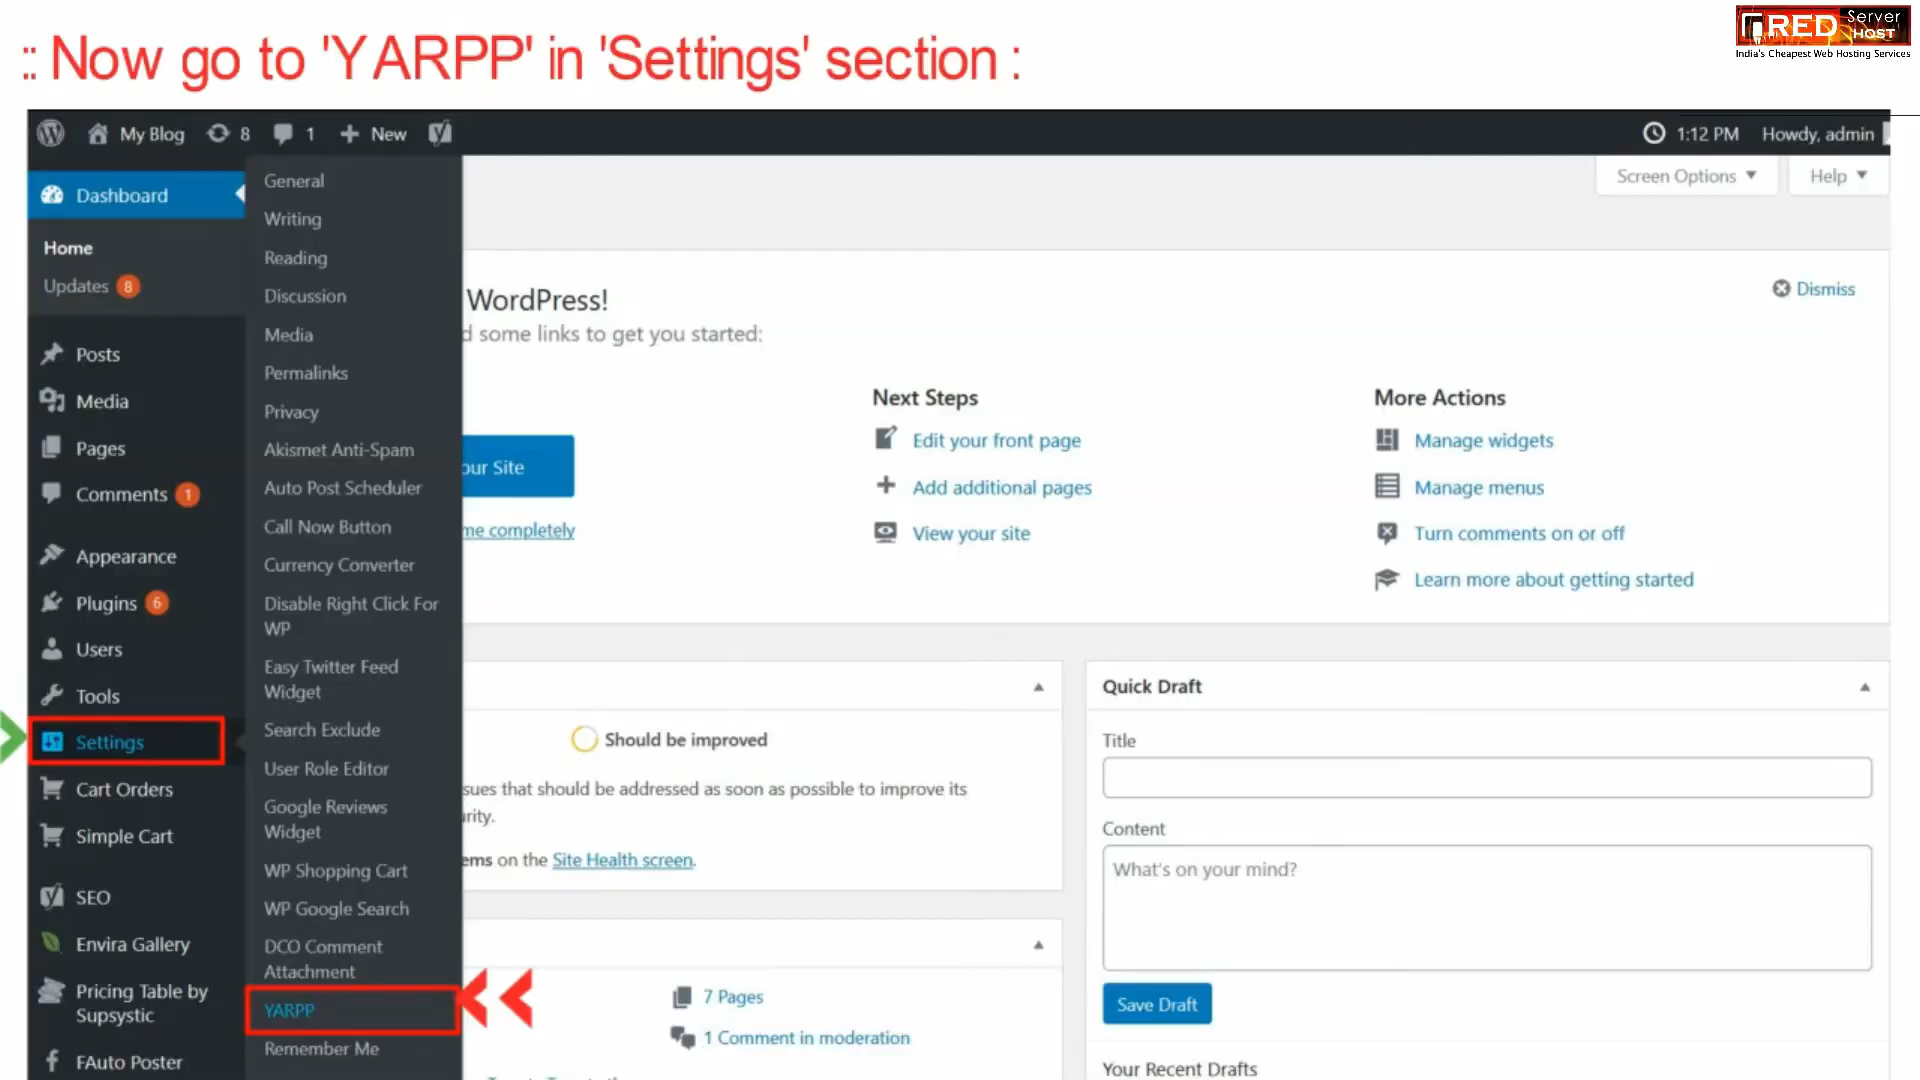 :: Now go to 'YARPP' in 'Settings' section :
RED Server HOST
India's Cheapest Web Hosting Services
My Blog 8 1 New
1:12 PM Howdy, admin
Screen Options Help
Dashboard
Home
Updates 8
Posts
Media
Pages
Comments 1
Appearance
Plugins 6
Users
Tools
Settings
Cart Orders
Simple Cart
SEO
Envira Gallery
Pricing Table by
Supsystic
FAuto Poster
General
Writing
Reading
Discussion
Media
Permalinks
Privacy
Akismet Anti-Spam
Auto Post Scheduler
Call Now Button
Currency Converter
Disable Right Click For
WP
Easy Twitter Feed
Widget
Search Exclude
User Role Editor
Google Reviews
Widget
WP Shopping Cart
WP Google Search
DCO Comment
Attachment
YARPP
Remember Me
WordPress!
d some links to get you started:
Dismiss
our Site
me completely
Next Steps
Edit your front page
Add additional pages
View your site
More Actions
Manage widgets
Manage menus
Turn comments on or off
Learn more about getting started
Should be improved
sues that should be addressed as soon as possible to improve its
rity.
ems on the Site Health screen.
7 Pages
1 Comment in moderation
Quick Draft
Title
Content
What's on your mind?
Save Draft
Your Recent Drafts